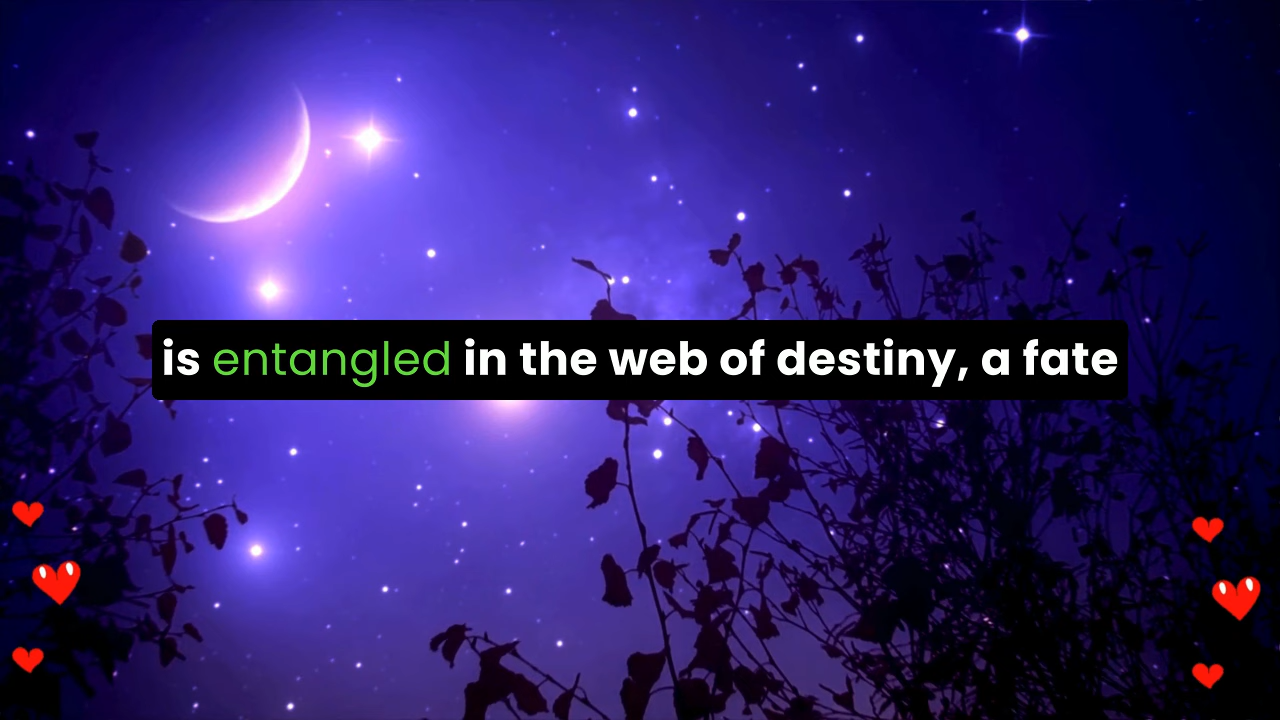 is entangled in the web of destiny, a fate